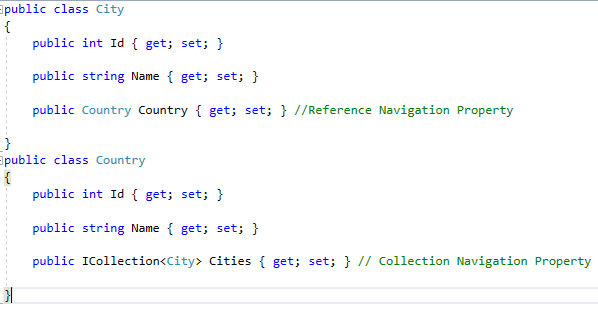 public class City
{
public int Id { get; set; }
public string Name { get; set; }
public Country Country { get; set; } //Reference Navigation Property
}
public class Country
{
public int Id { get; set; }
public string Name { get; set; }
public ICollection<City> Cities { get; set; } // Collection Navigation Property
}